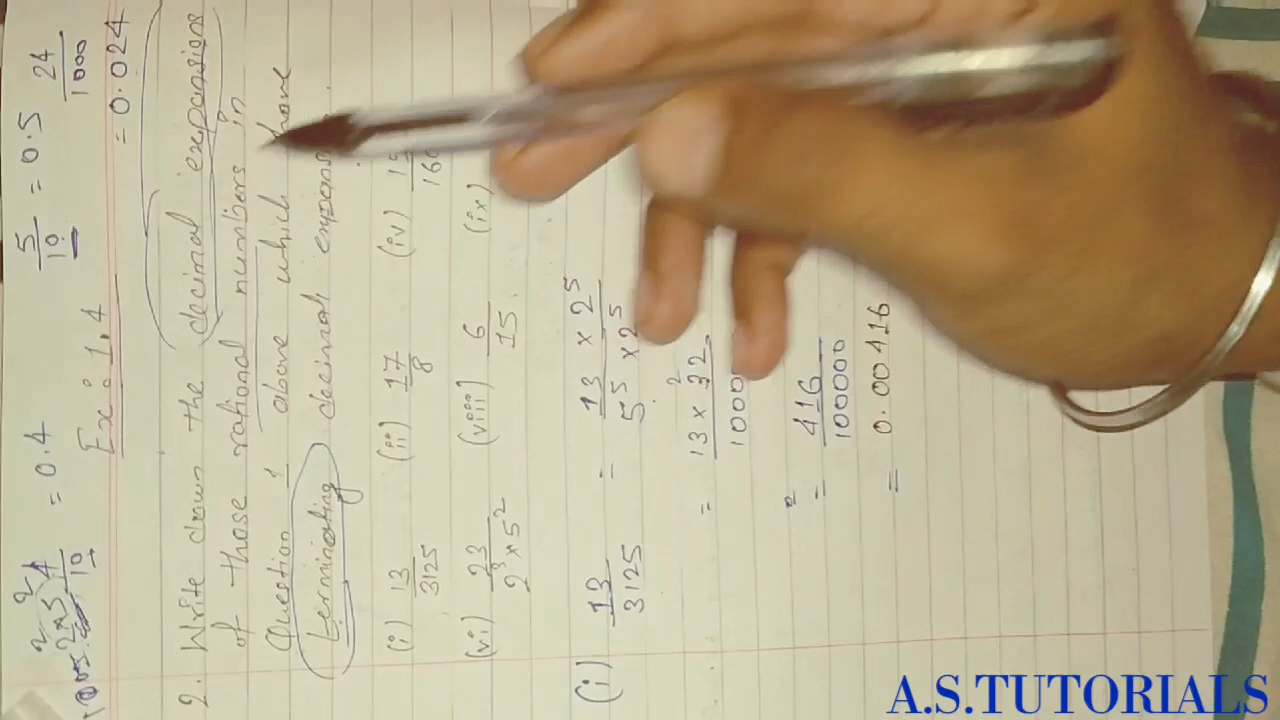 = 0.4 5/10 = 0.5 24/1000
= 0.024
Ex: 1.4
2. Write down the decimal expansions
of those rational numbers in
Question 1 above which have
terminating decimal expans
(i) 13/3125 (ii) 17/8 (iv) 15
(vi) 23/2³×5² (viii) 6/15 (ix)
(i) 13/3125 = 13 × 2⁵/5⁵ × 2⁵
= 13 × 32/1000
= 416/100000
= 0.00416
A.S.TUTORIALS